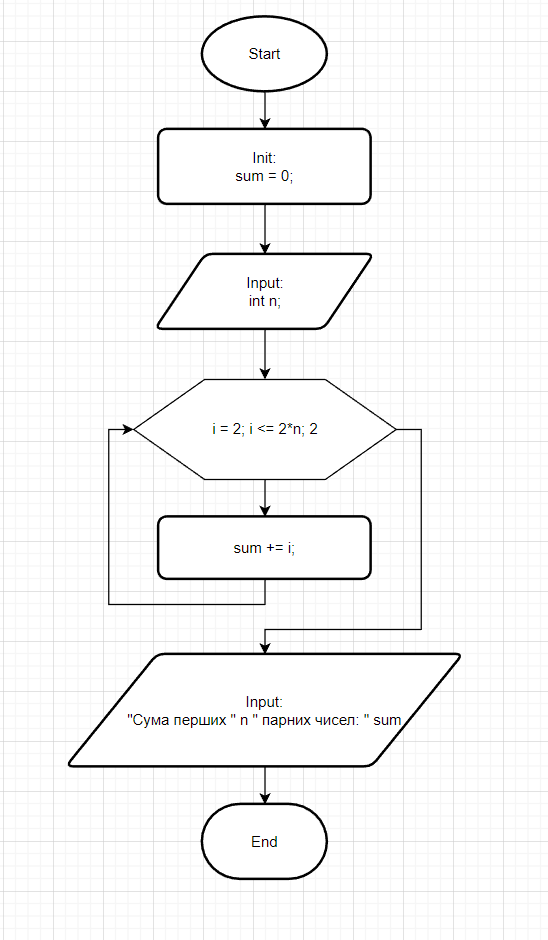 Start
Init:
sum = 0;
Input:
int n;
i = 2; i <= 2*n; 2
sum += i;
Input:
"Сума перших " n " парних чисел: " sum
End